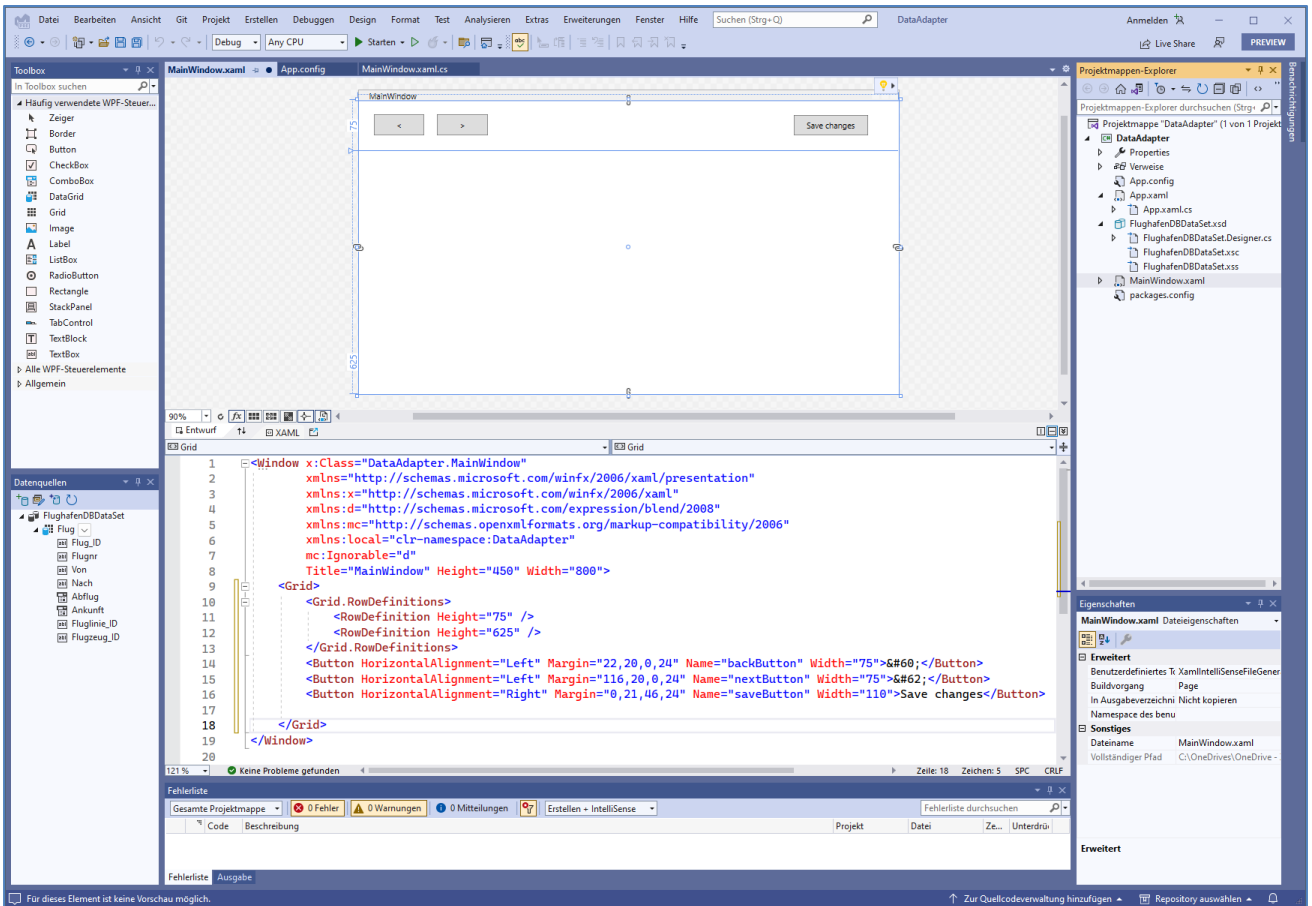 Datei Bearbeiten Ansicht Git Projekt Erstellen Debuggen Design Format Test Analysieren Extras Erweiterungen Fenster Hilfe Suchen (Strg+Q) DataAdapter Anmelden
Debug Any CPU Starten Live Share PREVIEW
Toolbox
In Toolbox suchen
Häufig verwendete WPF-Steuer...
Zeiger
Border
Button
CheckBox
ComboBox
DataGrid
Grid
Image
Label
ListBox
RadioButton
Rectangle
StackPanel
TabControl
TextBlock
TextBox
Alle WPF-Steuerelemente
Allgemein
Datenquellen
FlughafenDBDataSet
Flug
Flug_ID
Flugnr
Von
Nach
Abflug
Ankunft
Fluglinie_ID
Flugzeug_ID
MainWindow.xaml App.config MainWindow.xaml.cs
MainWindow
75
< > Save changes
625
90% fx
Entwurf XAML
Grid Grid
1 <Window x:Class="DataAdapter.MainWindow"
2 xmlns="http://schemas.microsoft.com/winfx/2006/xaml/presentation"
3 xmlns:x="http://schemas.microsoft.com/winfx/2006/xaml"
4 xmlns:d="http://schemas.microsoft.com/expression/blend/2008"
5 xmlns:mc="http://schemas.openxmlformats.org/markup-compatibility/2006"
6 xmlns:local="clr-namespace:DataAdapter"
7 mc:Ignorable="d"
8 Title="MainWindow" Height="450" Width="800">
9 <Grid>
10 <Grid.RowDefinitions>
11 <RowDefinition Height="75" />
12 <RowDefinition Height="625" />
13 </Grid.RowDefinitions>
14 <Button HorizontalAlignment="Left" Margin="22,20,0,24" Name="backButton" Width="75">&#60;</Button>
15 <Button HorizontalAlignment="Left" Margin="116,20,0,24" Name="nextButton" Width="75">&#62;</Button>
16 <Button HorizontalAlignment="Right" Margin="0,21,46,24" Name="saveButton" Width="110">Save changes</Button>
17
18 </Grid>
19 </Window>
20
121 % Keine Probleme gefunden Zeile: 18 Zeichen: 5 SPC CRLF
Fehlerliste
Gesamte Projektmappe 0 Fehler 0 Warnungen 0 Mitteilungen Erstellen + IntelliSense Fehlerliste durchsuchen
Code Beschreibung Projekt Datei Ze... Unterdrü
Fehlerliste Ausgabe
Projektmappen-Explorer
Projektmappen-Explorer durchsuchen (Strg+
Projektmappe "DataAdapter" (1 von 1 Projekt
DataAdapter
Properties
Verweise
App.config
App.xaml
App.xaml.cs
FlughafenDBDataSet.xsd
FlughafenDBDataSet.Designer.cs
FlughafenDBDataSet.xsc
FlughafenDBDataSet.xss
MainWindow.xaml
packages.config
Benachrichtigungen
Eigenschaften
MainWindow.xaml Dateieigenschaften
Erweitert
Benutzerdefiniertes To XamlIntelliSenseFileGener
Buildvorgang Page
In Ausgabeverzeichni Nicht kopieren
Namespace des benu
Sonstiges
Dateiname MainWindow.xaml
Vollständiger Pfad C:\OneDrives\OneDrive -
Erweitert
Für dieses Element ist keine Vorschau möglich. Zur Quellcodeverwaltung hinzufügen Repository auswählen